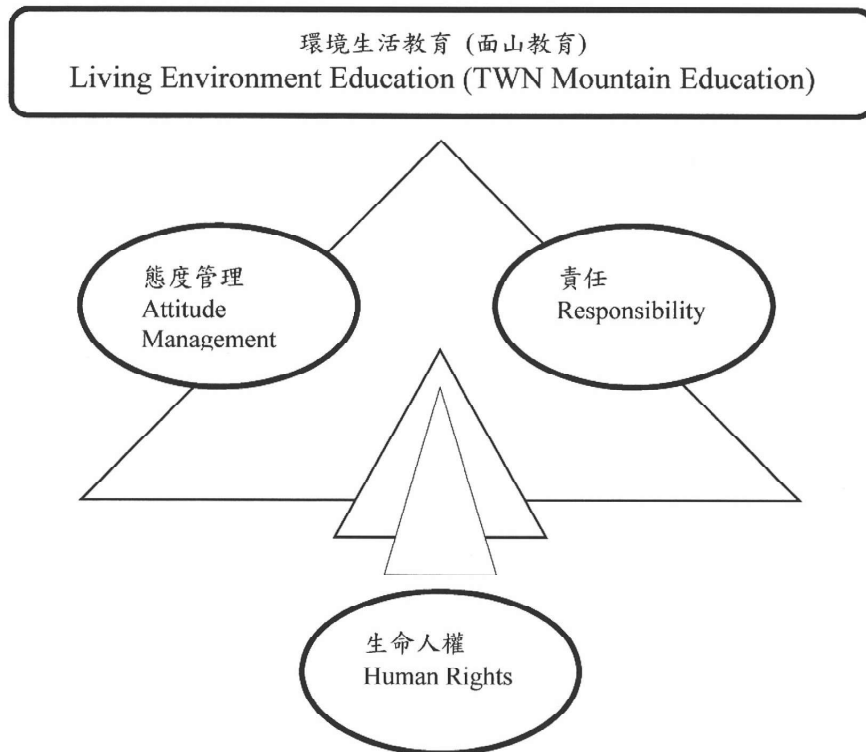 環境生活教育 (面山教育)
Living Environment Education (TWN Mountain Education)
態度管理
Attitude
Management
責任
Responsibility
生命人權
Human Rights